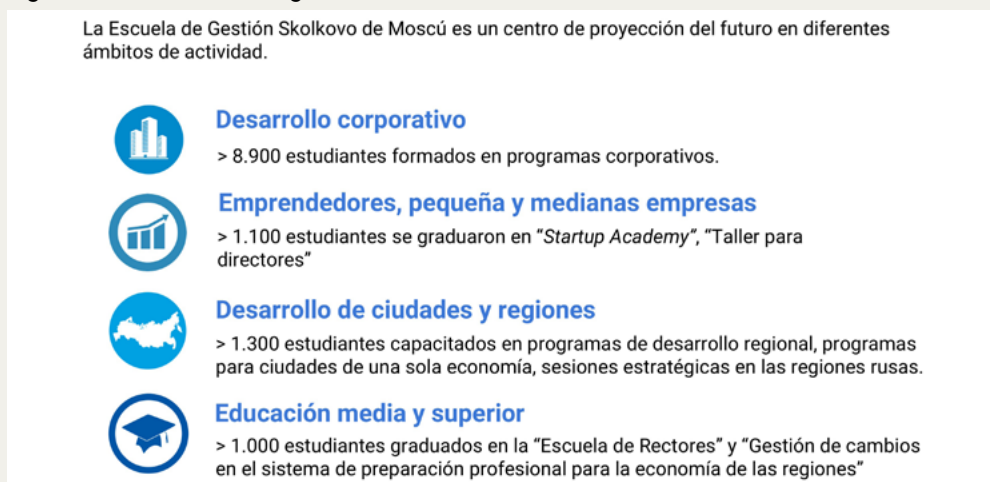 La Escuela de Gestión Skolkovo de Moscú es un centro de proyección del futuro en diferentes
ámbitos de actividad.
Desarrollo corporativo
> 8.900 estudiantes formados en programas corporativos.
Emprendedores, pequeña y medianas empresas
> 1.100 estudiantes se graduaron en “Startup Academy”, “Taller para
directores”
Desarrollo de ciudades y regiones
> 1.300 estudiantes capacitados en programas de desarrollo regional, programas
para ciudades de una sola economía, sesiones estratégicas en las regiones rusas.
Educación media y superior
> 1.000 estudiantes graduados en la “Escuela de Rectores” y “Gestión de cambios
en el sistema de preparación profesional para la economía de las regiones”